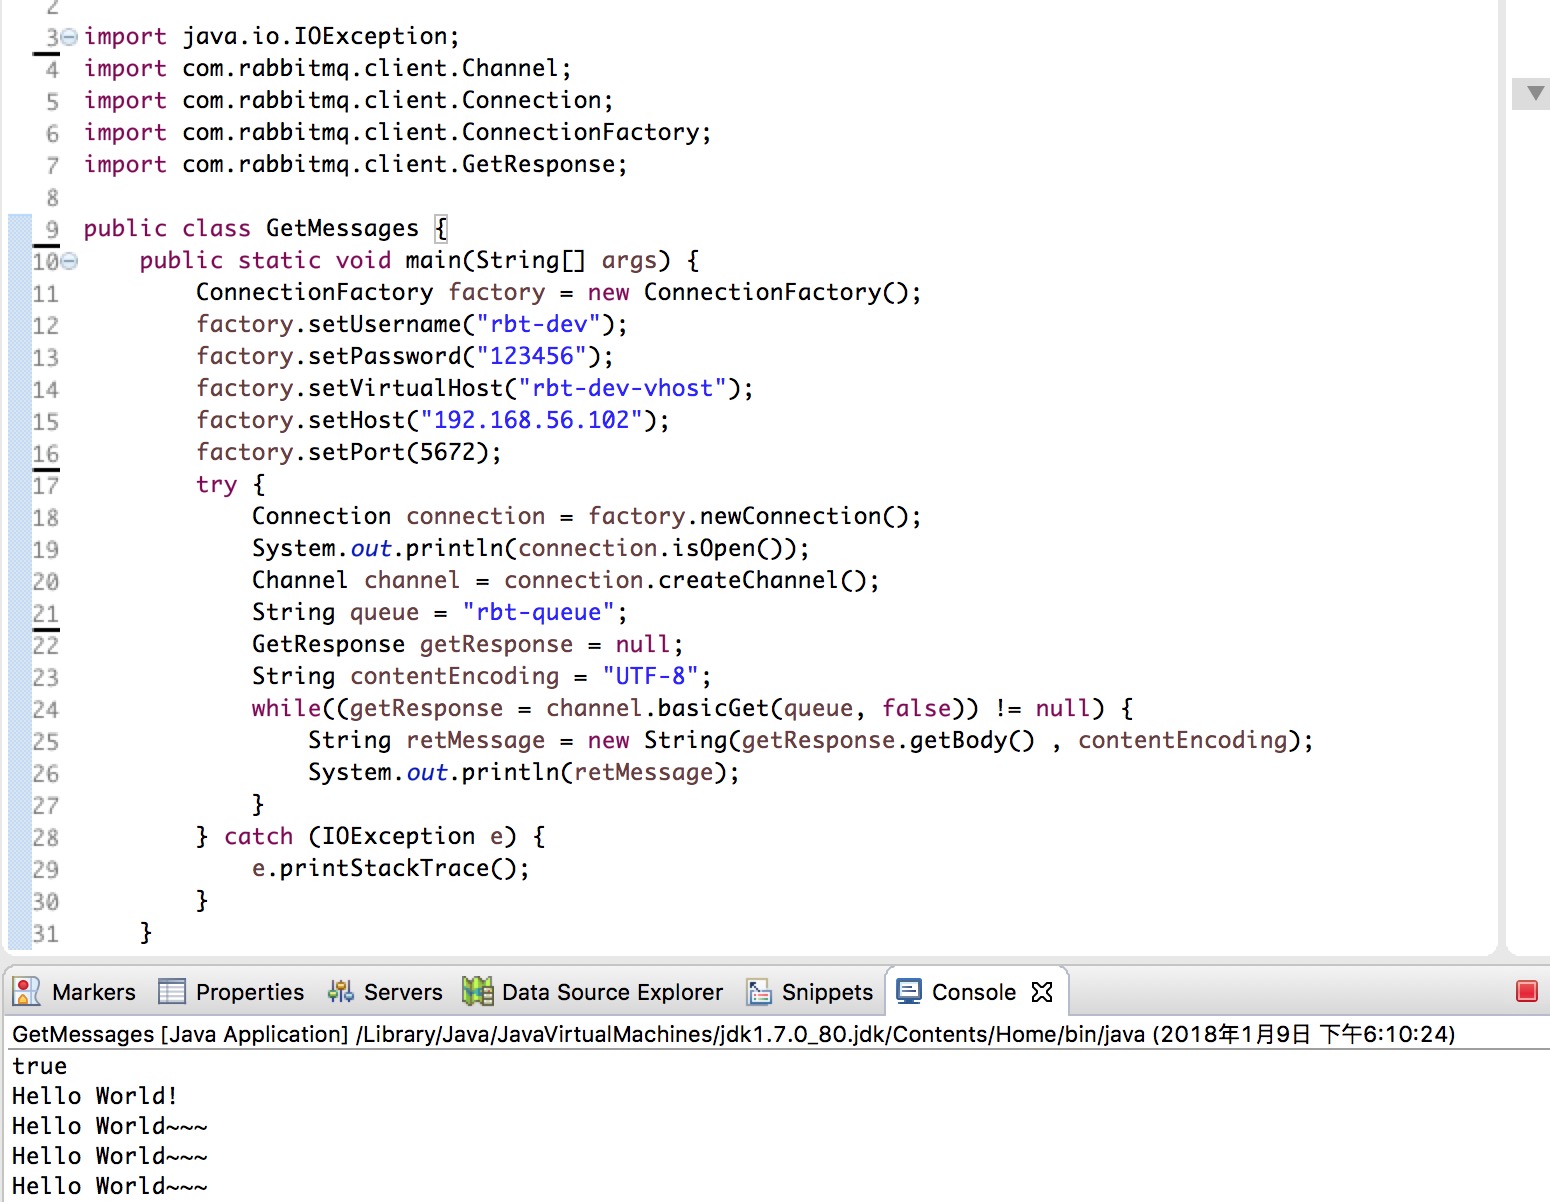 2
3 import java.io.IOException;
4 import com.rabbitmq.client.Channel;
5 import com.rabbitmq.client.Connection;
6 import com.rabbitmq.client.ConnectionFactory;
7 import com.rabbitmq.client.GetResponse;
8
9 public class GetMessages {
10     public static void main(String[] args) {
11         ConnectionFactory factory = new ConnectionFactory();
12         factory.setUsername("rbt-dev");
13         factory.setPassword("123456");
14         factory.setVirtualHost("rbt-dev-vhost");
15         factory.setHost("192.168.56.102");
16         factory.setPort(5672);
17         try {
18             Connection connection = factory.newConnection();
19             System.out.println(connection.isOpen());
20             Channel channel = connection.createChannel();
21             String queue = "rbt-queue";
22             GetResponse getResponse = null;
23             String contentEncoding = "UTF-8";
24             while((getResponse = channel.basicGet(queue, false)) != null) {
25                 String retMessage = new String(getResponse.getBody() , contentEncoding);
26                 System.out.println(retMessage);
27             }
28         } catch (IOException e) {
29             e.printStackTrace();
30         }
31     }
Markers Properties Servers Data Source Explorer Snippets Console
GetMessages [Java Application] /Library/Java/JavaVirtualMachines/jdk1.7.0_80.jdk/Contents/Home/bin/java (2018年1月9日 下午6:10:24)
true
Hello World!
Hello World~~~
Hello World~~~
Hello World~~~